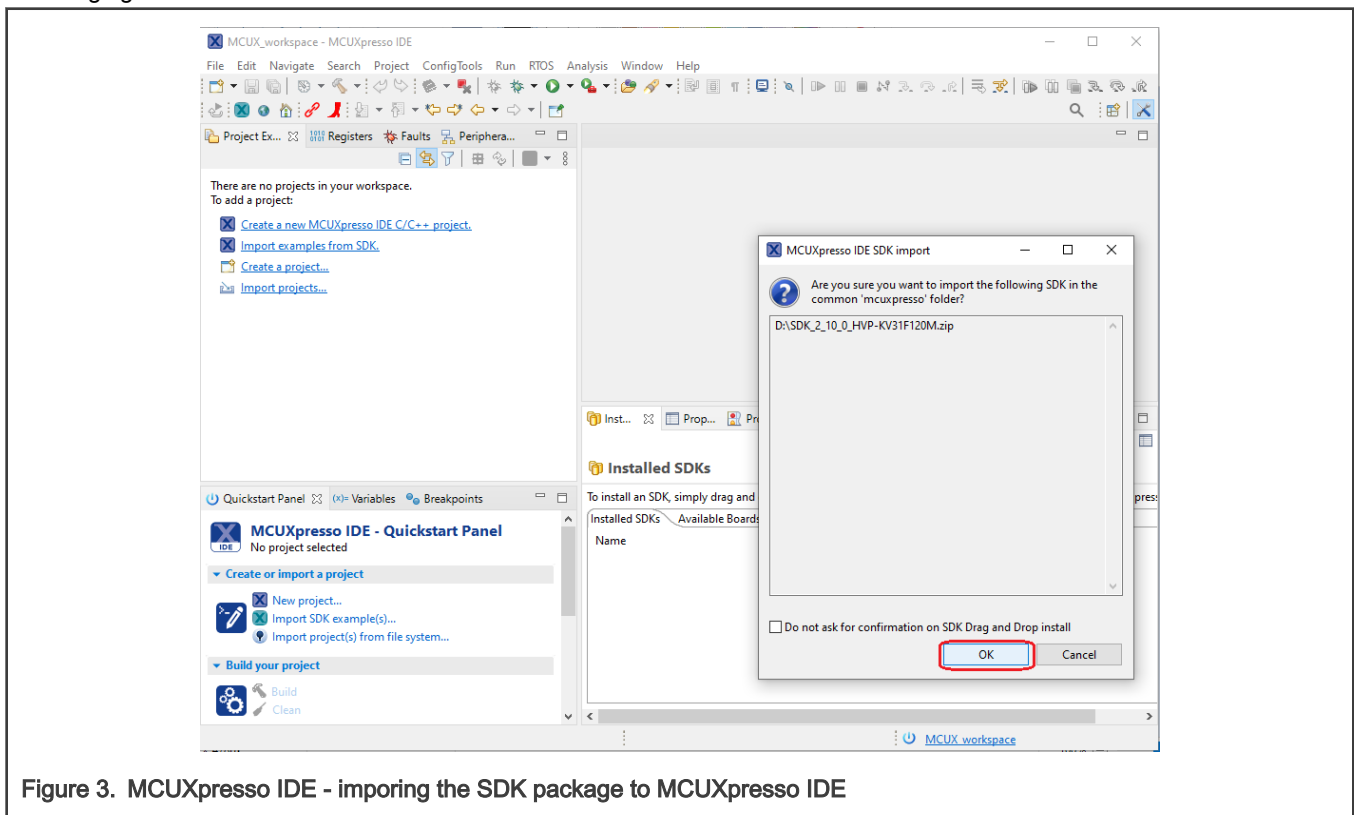 MCUX_workspace - MCUXpresso IDE
File Edit Navigate Search Project ConfigTools Run RTOS Analysis Window Help
Project Ex... Registers Faults Periphera...
There are no projects in your workspace.
To add a project:
Create a new MCUXpresso IDE C/C++ project.
Import examples from SDK.
Create a project...
Import projects...
MCUXpresso IDE SDK import
Are you sure you want to import the following SDK in the
common 'mcuxpresso' folder?
D:\SDK_2_10_0_HVP-KV31F120M.zip
Do not ask for confirmation on SDK Drag and Drop install
OK Cancel
Inst... Prop... Pr
Installed SDKs
To install an SDK, simply drag and
Installed SDKs Available Boards
Name
Quickstart Panel (x)= Variables Breakpoints
IDE
MCUXpresso IDE - Quickstart Panel
No project selected
Create or import a project
New project...
Import SDK example(s)...
Import project(s) from file system...
Build your project
Build
Clean
MCUX_workspace
Figure 3. MCUXpresso IDE - imporing the SDK package to MCUXpresso IDE